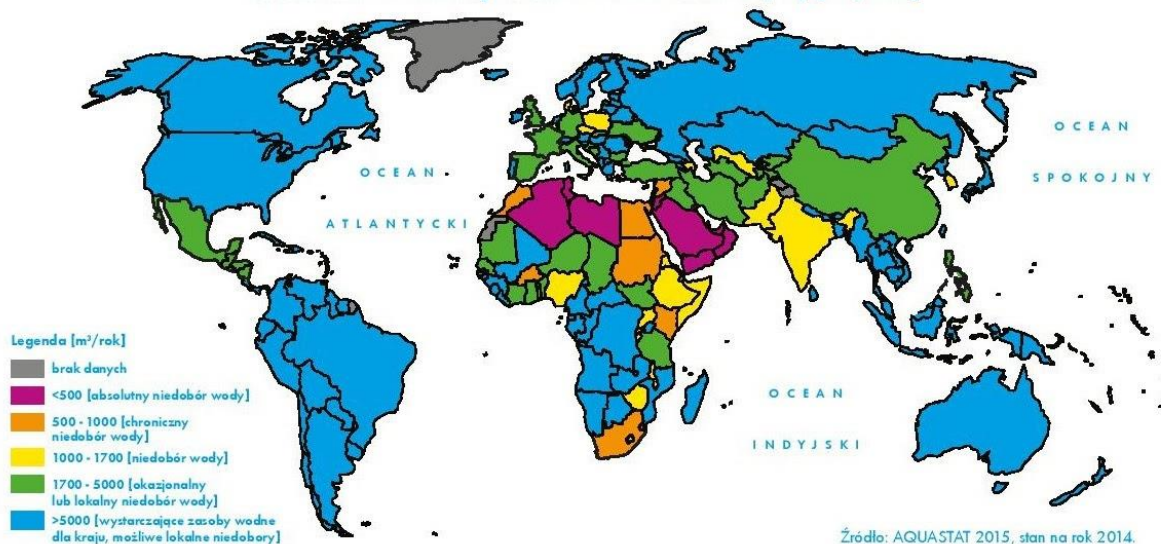 OCEAN
ATLANTYCKI
OCEAN
SPOKOJNY
OCEAN
INDYJSKI
Legenda [m³/rok]
brak danych
<500 [absolutny niedobór wody]
500 - 1000 [chroniczny
niedobór wody]
1000 - 1700 [niedobór wody]
1700 - 5000 [okazjonalny
lub lokalny niedobór wody]
>5000 [wystarczające zasoby wodne
dla kraju, możliwe lokalne niedobory]
Źródło: AQUASTAT 2015, stan na rok 2014.